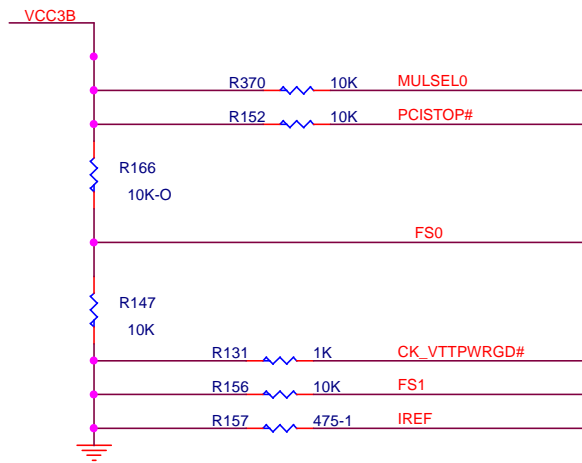 VCC3B
R370 10K MULSEL0
R152 10K PCISTOP#
R166
10K-O
FS0
R147
10K
R131 1K CK_VTTPWRGD#
R156 10K FS1
R157 475-1 IREF